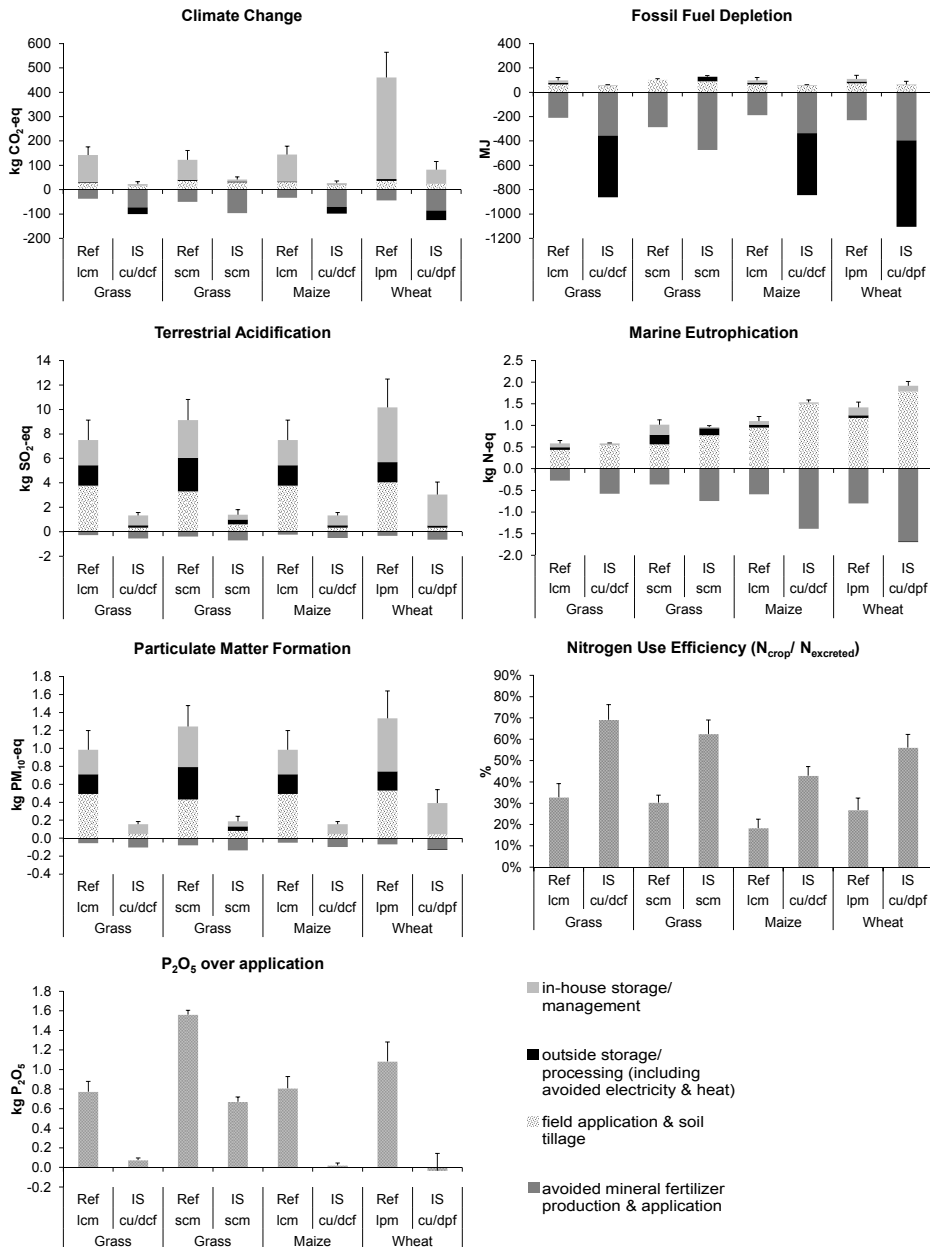 Climate Change
kg CO₂-eq
600
500
400
300
200
100
0
-100
-200
Ref IS Ref IS Ref IS Ref IS
lcm cu/dcf scm scm lcm cu/dcf lpm cu/dpf
Grass Grass Maize Wheat
Fossil Fuel Depletion
MJ
400
200
0
-200
-400
-600
-800
-1000
-1200
Ref IS Ref IS Ref IS Ref IS
lcm cu/dcf scm scm lcm cu/dcf lpm cu/dpf
Grass Grass Maize Wheat
Terrestrial Acidification
kg SO₂-eq
14
12
10
8
6
4
2
0
-2
Ref IS Ref IS Ref IS Ref IS
lcm cu/dcf scm scm lcm cu/dcf lpm cu/dpf
Grass Grass Maize Wheat
Marine Eutrophication
kg N-eq
2.5
2.0
1.5
1.0
0.5
0.0
-0.5
-1.0
-1.5
-2.0
Ref IS Ref IS Ref IS Ref IS
lcm cu/dcf scm scm lcm cu/dcf lpm cu/dpf
Grass Grass Maize Wheat
Particulate Matter Formation
kg PM₁₀-eq
1.8
1.6
1.4
1.2
1.0
0.8
0.6
0.4
0.2
0.0
-0.2
-0.4
Ref IS Ref IS Ref IS Ref IS
lcm cu/dcf scm scm lcm cu/dcf lpm cu/dpf
Grass Grass Maize Wheat
Nitrogen Use Efficiency (N crop/ N excreted)
%
90%
80%
70%
60%
50%
40%
30%
20%
10%
0%
Ref IS Ref IS Ref IS Ref IS
lcm cu/dcf scm scm lcm cu/dcf lpm cu/dpf
Grass Grass Maize Wheat
P₂O₅ over application
kg P₂O₅
1.8
1.6
1.4
1.2
1.0
0.8
0.6
0.4
0.2
0.0
-0.2
Ref IS Ref IS Ref IS Ref IS
lcm cu/dcf scm scm lcm cu/dcf lpm cu/dpf
Grass Grass Maize Wheat
in-house storage/
management
outside storage/
processing (including
avoided electricity & heat)
field application & soil
tillage
avoided mineral fertilizer
production & application